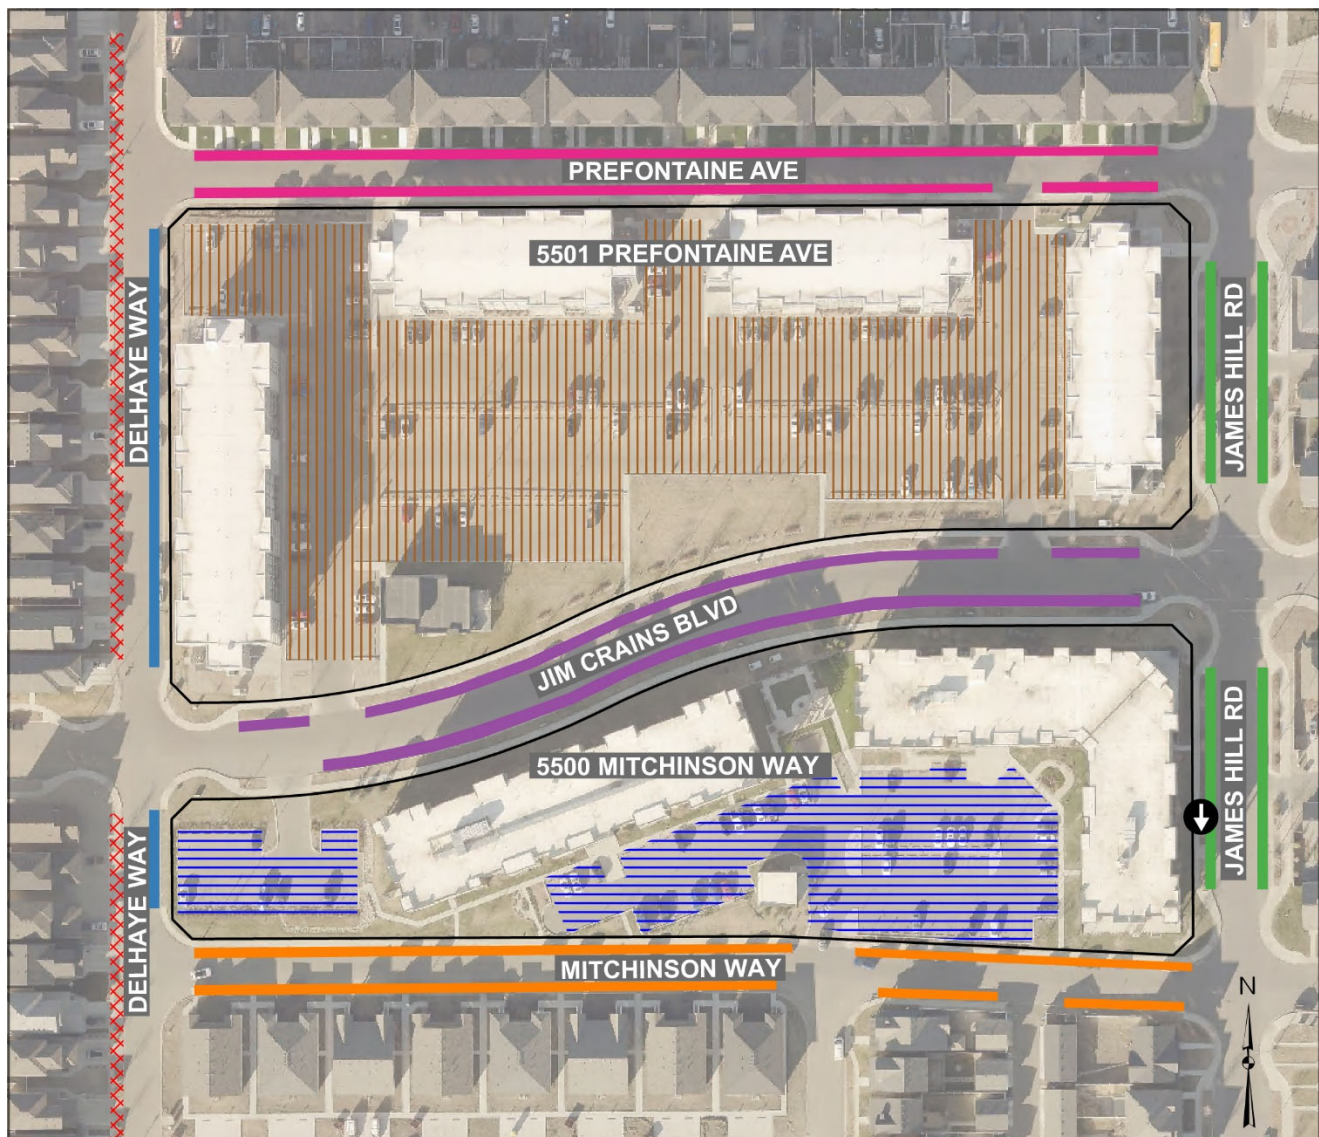 PREFONTAINE AVE
5501 PREFONTAINE AVE
DELHAYE WAY
JAMES HILL RD
JIM CRAINS BLVD
5500 MITCHINSON WAY
JAMES HILL RD
DELHAYE WAY
MITCHINSON WAY
N